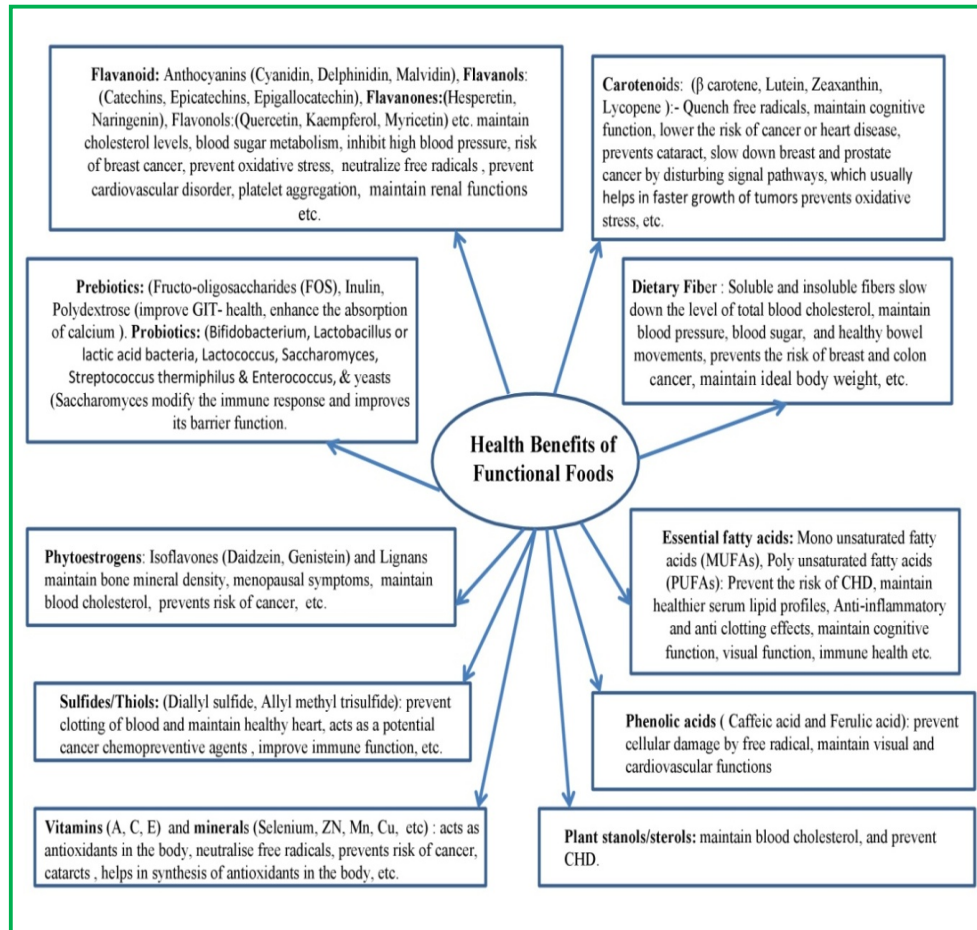 Flavanoid: Anthocyanins (Cyanidin, Delphinidin, Malvidin), Flavanols:
(Catechins, Epicatechins, Epigallocatechin), Flavanones:(Hesperetin,
Naringenin), Flavonols:(Quercetin, Kaempferol, Myricetin) etc. maintain
cholesterol levels, blood sugar metabolism, inhibit high blood pressure, risk
of breast cancer, prevent oxidative stress, neutralize free radicals , prevent
cardiovascular disorder, platelet aggregation, maintain renal functions
etc.
Carotenoids: (β carotene, Lutein, Zeaxanthin,
Lycopene ):- Quench free radicals, maintain cognitive
function, lower the risk of cancer or heart disease,
prevents cataract, slow down breast and prostate
cancer by disturbing signal pathways, which usually
helps in faster growth of tumors prevents oxidative
stress, etc.
Prebiotics: (Fructo-oligosaccharides (FOS), Inulin,
Polydextrose (improve GIT- health, enhance the absorption
of calcium ). Probiotics: (Bifidobacterium, Lactobacillus or
lactic acid bacteria, Lactococcus, Saccharomyces,
Streptococcus thermiphilus & Enterococcus, & yeasts
(Saccharomyces modify the immune response and improves
its barrier function.
Dietary Fiber : Soluble and insoluble fibers slow
down the level of total blood cholesterol, maintain
blood pressure, blood sugar, and healthy bowel
movements, prevents the risk of breast and colon
cancer, maintain ideal body weight, etc.
Health Benefits of
Functional Foods
Phytoestrogens: Isoflavones (Daidzein, Genistein) and Lignans
maintain bone mineral density, menopausal symptoms, maintain
blood cholesterol, prevents risk of cancer, etc.
Essential fatty acids: Mono unsaturated fatty
acids (MUFAs), Poly unsaturated fatty acids
(PUFAs): Prevent the risk of CHD, maintain
healthier serum lipid profiles, Anti-inflammatory
and anti clotting effects, maintain cognitive
function, visual function, immune health etc.
Sulfides/Thiols: (Diallyl sulfide, Allyl methyl trisulfide): prevent
clotting of blood and maintain healthy heart, acts as a potential
cancer chemopreventive agents , improve immune function, etc.
Phenolic acids ( Caffeic acid and Ferulic acid): prevent
cellular damage by free radical, maintain visual and
cardiovascular functions
Vitamins (A, C, E) and minerals (Selenium, ZN, Mn, Cu, etc) : acts as
antioxidants in the body, neutralise free radicals, prevents risk of cancer,
catarcts , helps in synthesis of antioxidants in the body, etc.
Plant stanols/sterols: maintain blood cholesterol, and prevent
CHD.